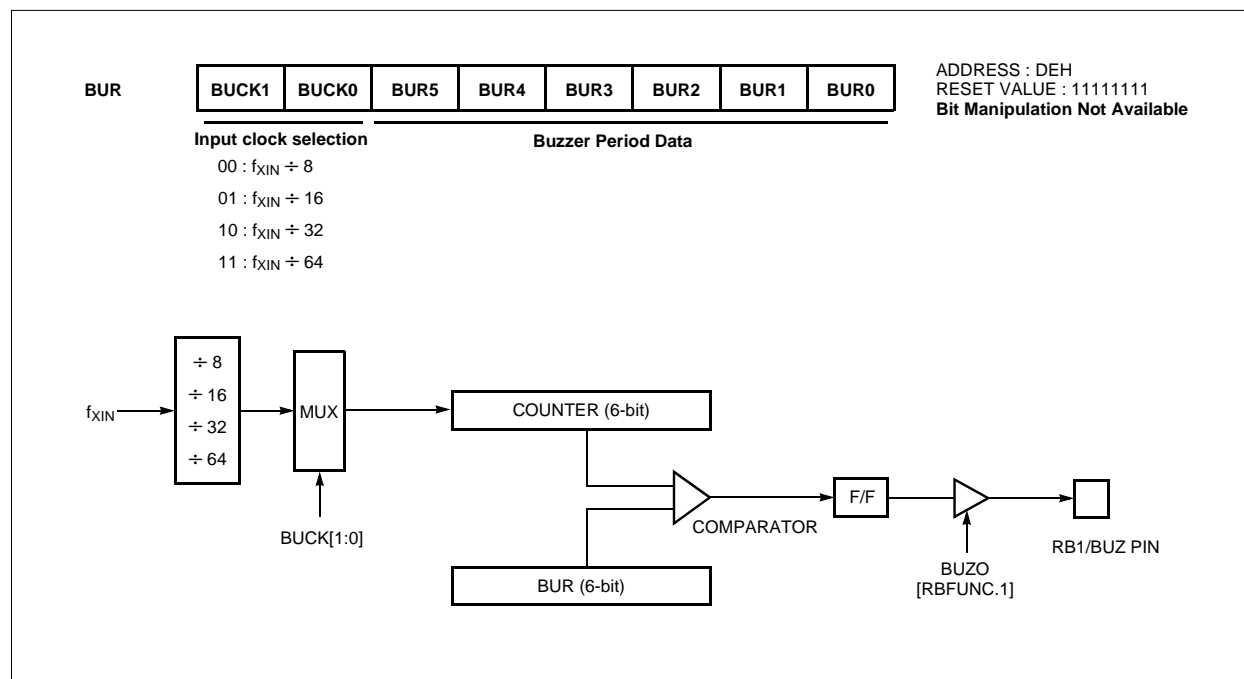 BUR
BUCK1 BUCK0 BUR5 BUR4 BUR3 BUR2 BUR1 BUR0
ADDRESS : DEH
RESET VALUE : 11111111
Bit Manipulation Not Available
Input clock selection
Buzzer Period Data
00 : fXIN ÷ 8
01 : fXIN ÷ 16
10 : fXIN ÷ 32
11 : fXIN ÷ 64
fXIN
÷ 8
÷ 16
÷ 32
÷ 64
MUX
BUCK[1:0]
COUNTER (6-bit)
COMPARATOR
BUR (6-bit)
F/F
BUZO
[RBFUNC.1]
RB1/BUZ PIN